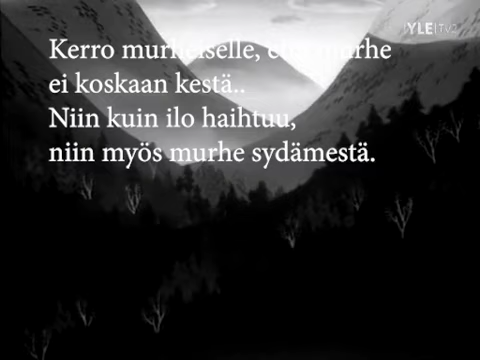 Kerro murheiselle, että murhe
ei koskaan kestä..
Niin kuin ilo haihtuu,
niin myös murhe sydämestä.
YLE TV2